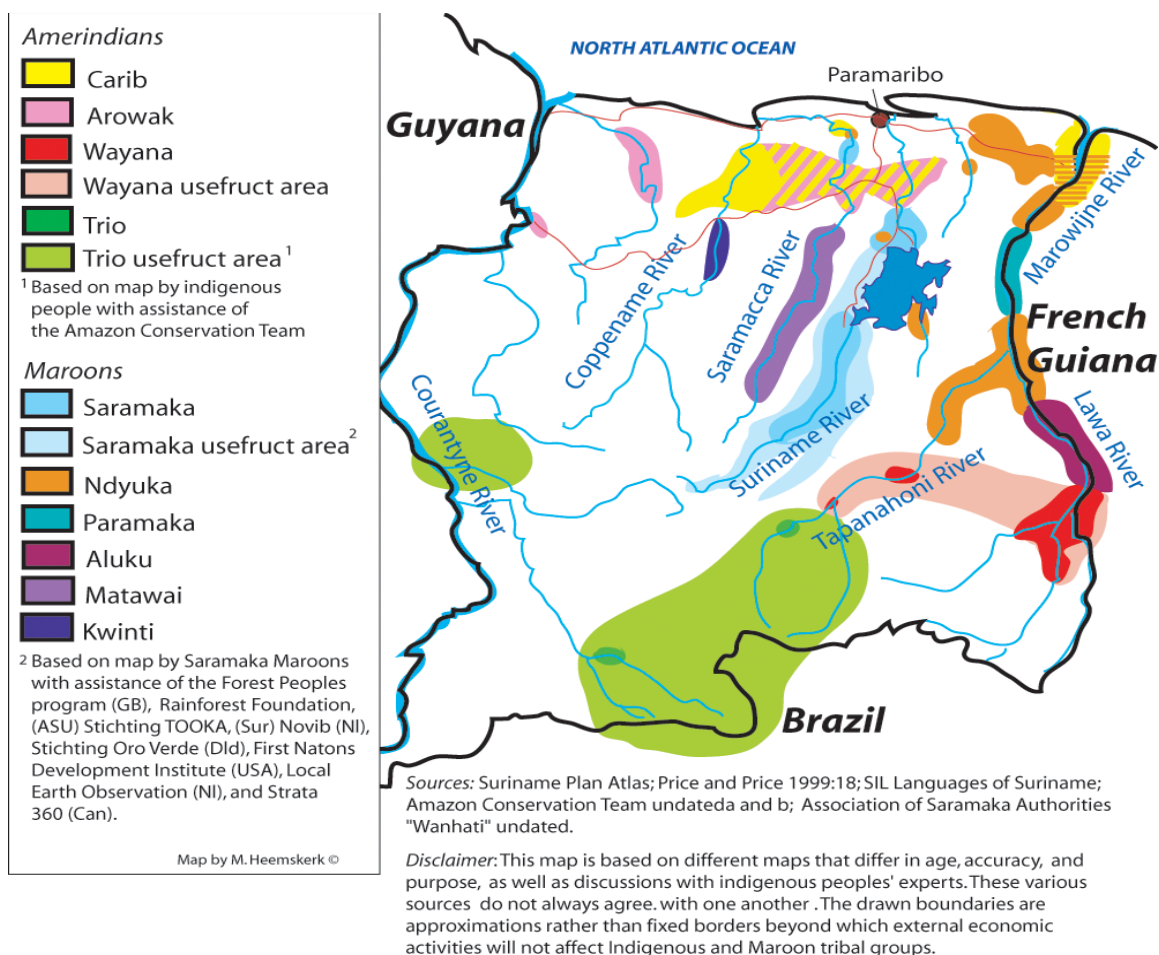 Amerindians
Carib
Arowak
Wayana
Wayana usefruct area
Trio
Trio usefruct area 1
1 Based on map by indigenous
people with assistance of
the Amazon Conservation Team
Maroons
Saramaka
Saramaka usefruct area2
Ndyuka
Paramaka
Aluku
Matawai
Kwinti
2 Based on map by Saramaka Maroons
with assistance of the Forest Peoples
program (GB), Rainforest Foundation,
(ASU) Stichting TOOKA, (Sur) Novib (Nl),
Stichting Oro Verde (Dld), First Natons
Development Institute (USA), Local
Earth Observation (Nl), and Strata
360 (Can).
Map by M. Heemskerk ©
NORTH ATLANTIC OCEAN
Paramaribo
Guyana
Marowijne River
Coppename River
Saramacca River
French
Guiana
Courantyne River
Suriname River
Lawa River
Tapanahoni River
Brazil
Sources: Suriname Plan Atlas; Price and Price 1999:18; SIL Languages of Suriname;
Amazon Conservation Team undateda and b; Association of Saramaka Authorities
"Wanhati" undated.
Disclaimer: This map is based on different maps that differ in age, accuracy, and
purpose, as well as discussions with indigenous peoples' experts. These various
sources do not always agree. with one another . The drawn boundaries are
approximations rather than fixed borders beyond which external economic
activities will not affect Indigenous and Maroon tribal groups.